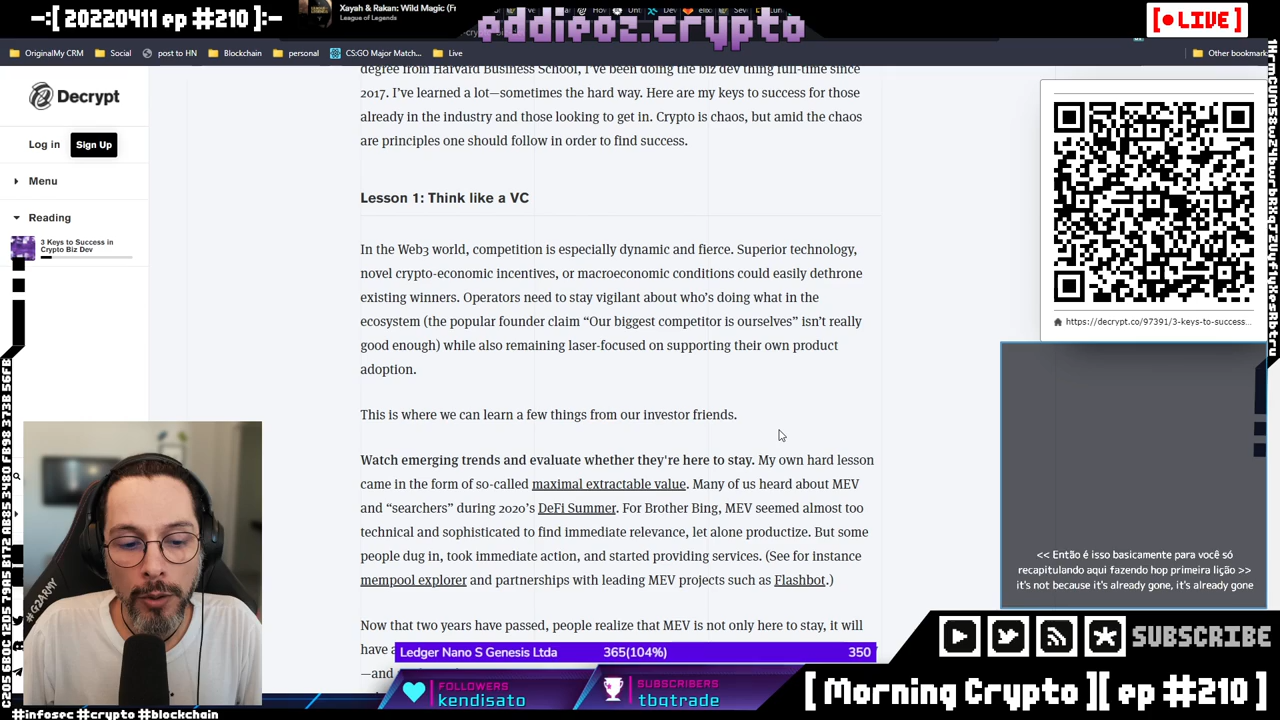 -:[ 20220411 ep #210 ]:-
Xayah & Rakan: Wild Magic (F
League of Legends
eddieoz.crypto
[ ● LIVE ]
OriginalMy CRM
Social
post to HN
Blockchain
personal
CS:GO Major Match...
Live
Other bookmark
Decrypt
Log in
Sign Up
Menu
Reading
3 Keys to Success in
Crypto Biz Dev
degree from Harvard Business School, I've been doing the biz dev thing full-time since
2017. I've learned a lot—sometimes the hard way. Here are my keys to success for those
already in the industry and those looking to get in. Crypto is chaos, but amid the chaos
are principles one should follow in order to find success.
Lesson 1: Think like a VC
In the Web3 world, competition is especially dynamic and fierce. Superior technology,
novel crypto-economic incentives, or macroeconomic conditions could easily dethrone
existing winners. Operators need to stay vigilant about who's doing what in the
ecosystem (the popular founder claim “Our biggest competitor is ourselves” isn't really
good enough) while also remaining laser-focused on supporting their own product
adoption.
This is where we can learn a few things from our investor friends.
Watch emerging trends and evaluate whether they're here to stay. My own hard lesson
came in the form of so-called maximal extractable value. Many of us heard about MEV
and “searchers” during 2020's DeFi Summer. For Brother Bing, MEV seemed almost too
technical and sophisticated to find immediate relevance, let alone productize. But some
people dug in, took immediate action, and started providing services. (See for instance
mempool explorer and partnerships with leading MEV projects such as Flashbot.)
Now that two years have passed, people realize that MEV is not only here to stay, it will
have a
—and
https://decrypt.co/97391/3-keys-to-success...
<< Então é isso basicamente para você só
recapitulando aqui fazendo hop primeira lição >>
it's not because it's already gone, it's already gone
#1G2ARNY
Ledger Nano S Genesis Ltda 365(104%) 350
FOLLOWERS
kendisato
SUBSCRIBERS
tbgtrade
SUBSCRIBE
[ Morning Crypto ][ ep #210 ]
#infosec #crypto #blockchain